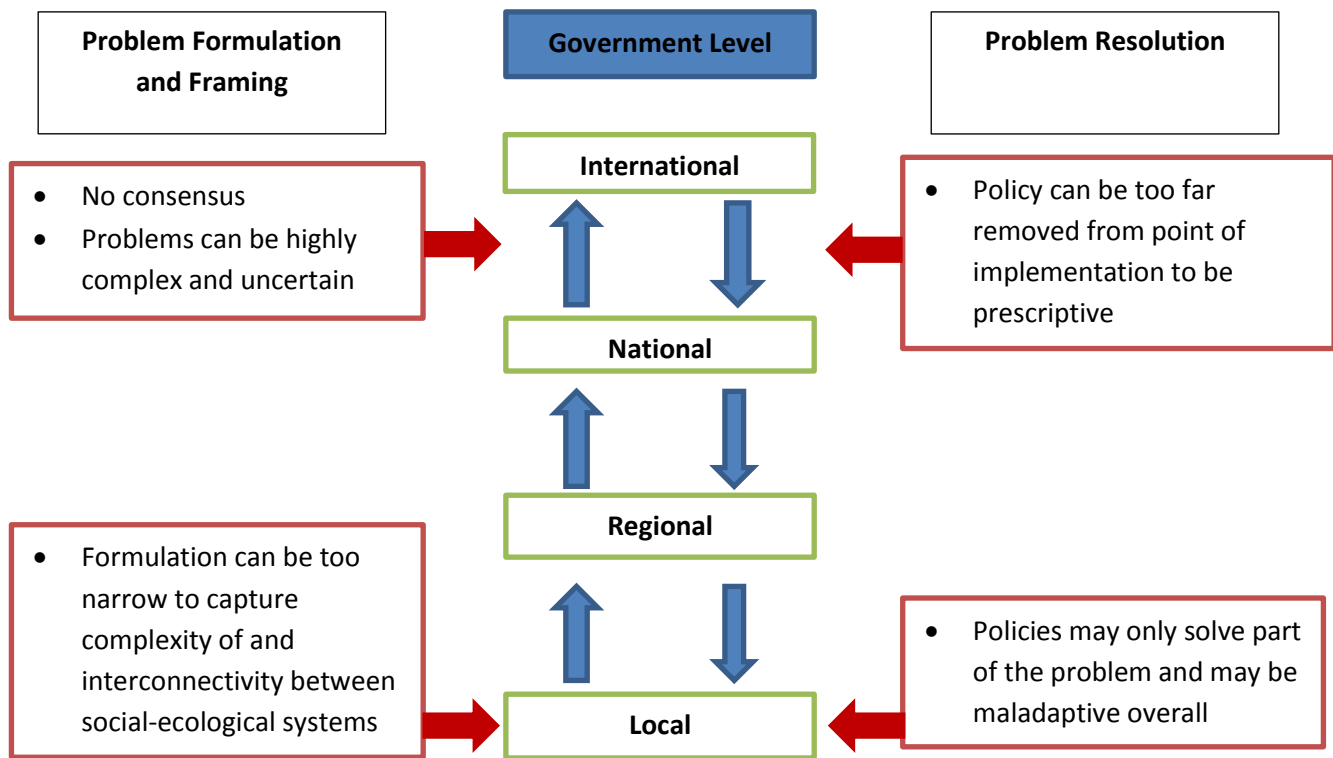 Problem Formulation
and Framing
Government Level
Problem Resolution
International
• No consensus
• Problems can be highly
complex and uncertain
• Policy can be too far
removed from point of
implementation to be
prescriptive
National
Regional
• Formulation can be too
narrow to capture
complexity of and
interconnectivity between
social-ecological systems
• Policies may only solve part
of the problem and may be
maladaptive overall
Local